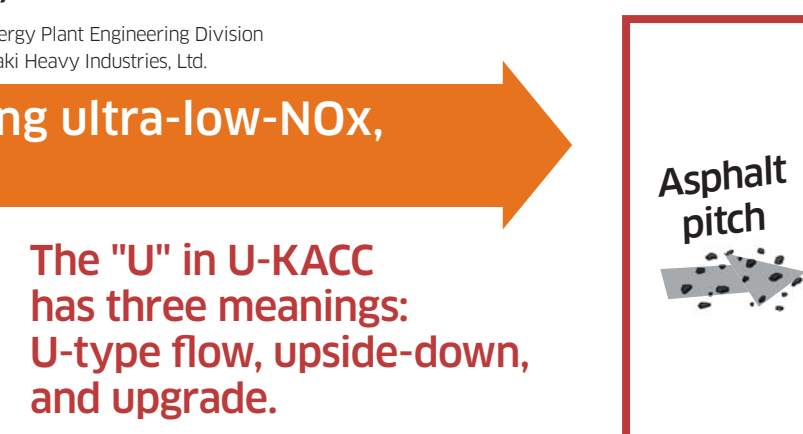 ergy Plant Engineering Division
aki Heavy Industries, Ltd.
ng ultra-low-NOx,
The "U" in U-KACC
has three meanings:
U-type flow, upside-down,
and upgrade.
Asphalt
pitch